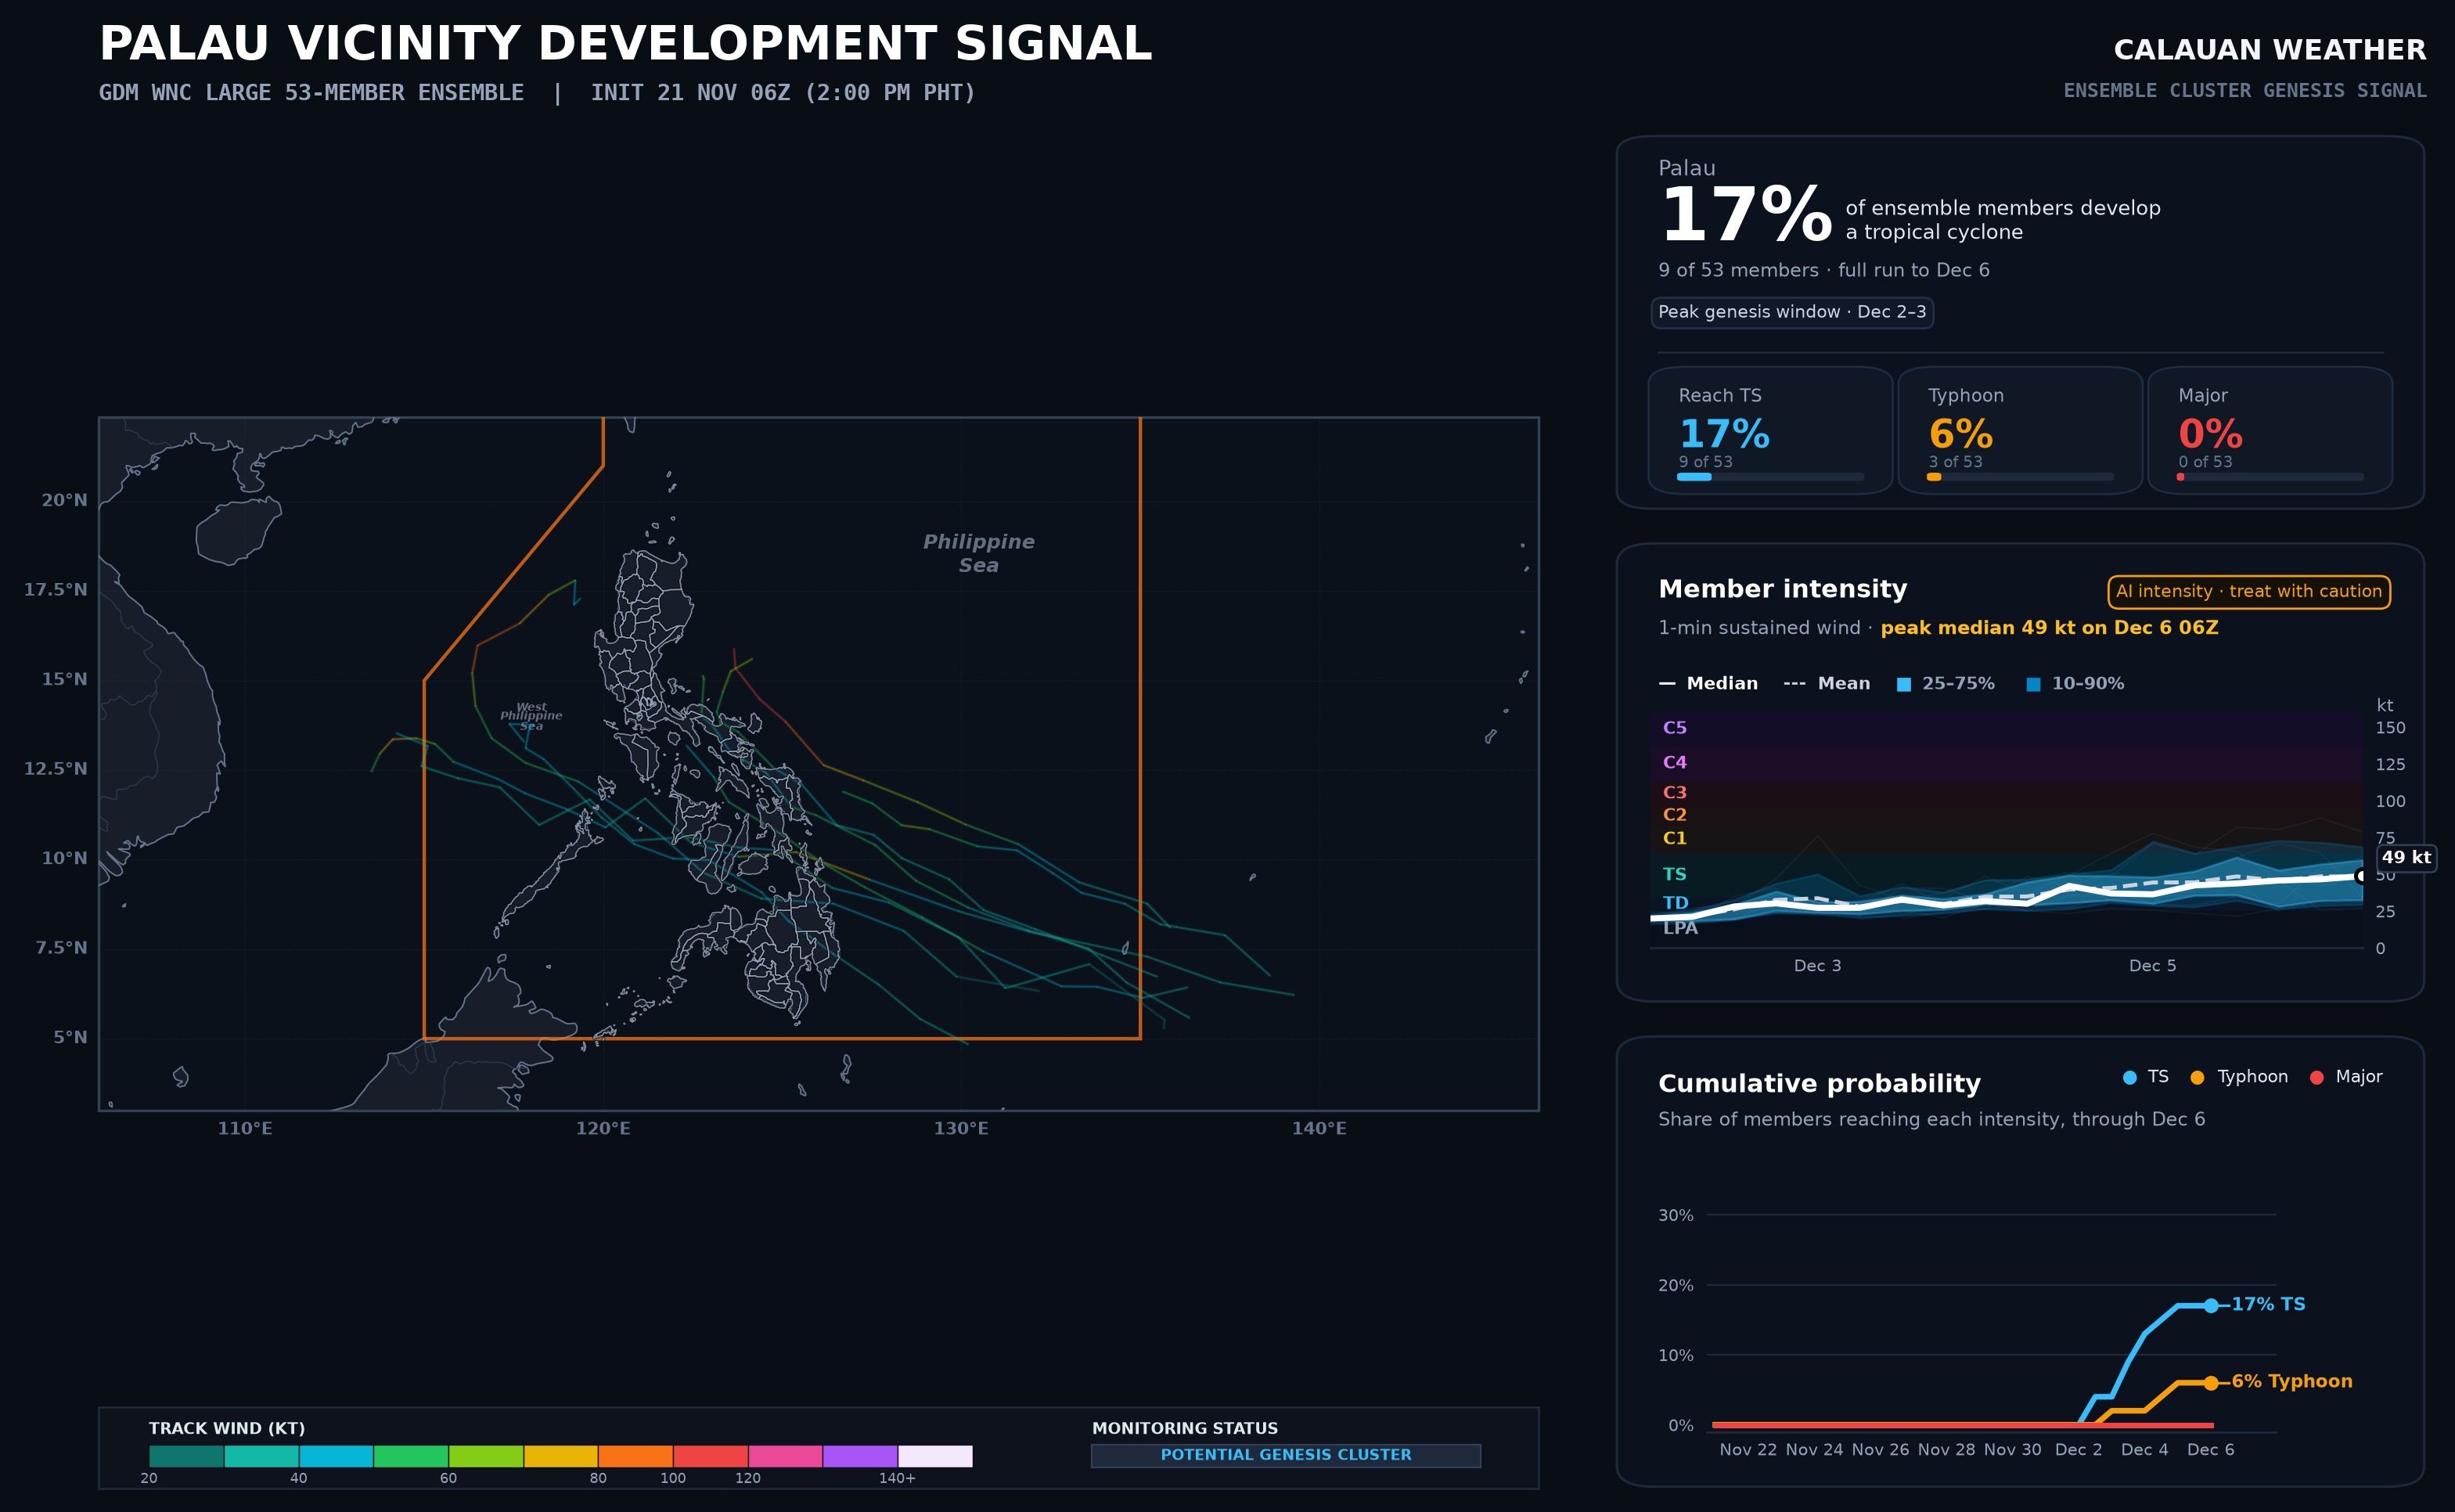 PALAU VICINITY DEVELOPMENT SIGNAL
GDM WNC LARGE 53-MEMBER ENSEMBLE | INIT 21 NOV 06Z (2:00 PM PHT)
CALAUAN WEATHER
ENSEMBLE CLUSTER GENESIS SIGNAL
20°N
17.5°N
15°N
12.5°N
10°N
7.5°N
5°N
110°E
120°E
130°E
140°E
Philippine
Sea
West
Philippine
Sea
TRACK WIND (KT)
20
40
60
80
100
120
140+
MONITORING STATUS
POTENTIAL GENESIS CLUSTER
Palau
17%
of ensemble members develop
a tropical cyclone
9 of 53 members · full run to Dec 6
Peak genesis window · Dec 2–3
Reach TS
17%
9 of 53
Typhoon
6%
3 of 53
Major
0%
0 of 53
Member intensity
AI intensity · treat with caution
1-min sustained wind · peak median 49 kt on Dec 6 06Z
Median
Mean
25–75%
10–90%
kt
C5
C4
C3
C2
C1
TS
TD
LPA
150
125
100
75
50
25
0
49 kt
Dec 3
Dec 5
Cumulative probability
TS
Typhoon
Major
Share of members reaching each intensity, through Dec 6
30%
20%
10%
0%
17% TS
6% Typhoon
Nov 22
Nov 24
Nov 26
Nov 28
Nov 30
Dec 2
Dec 4
Dec 6